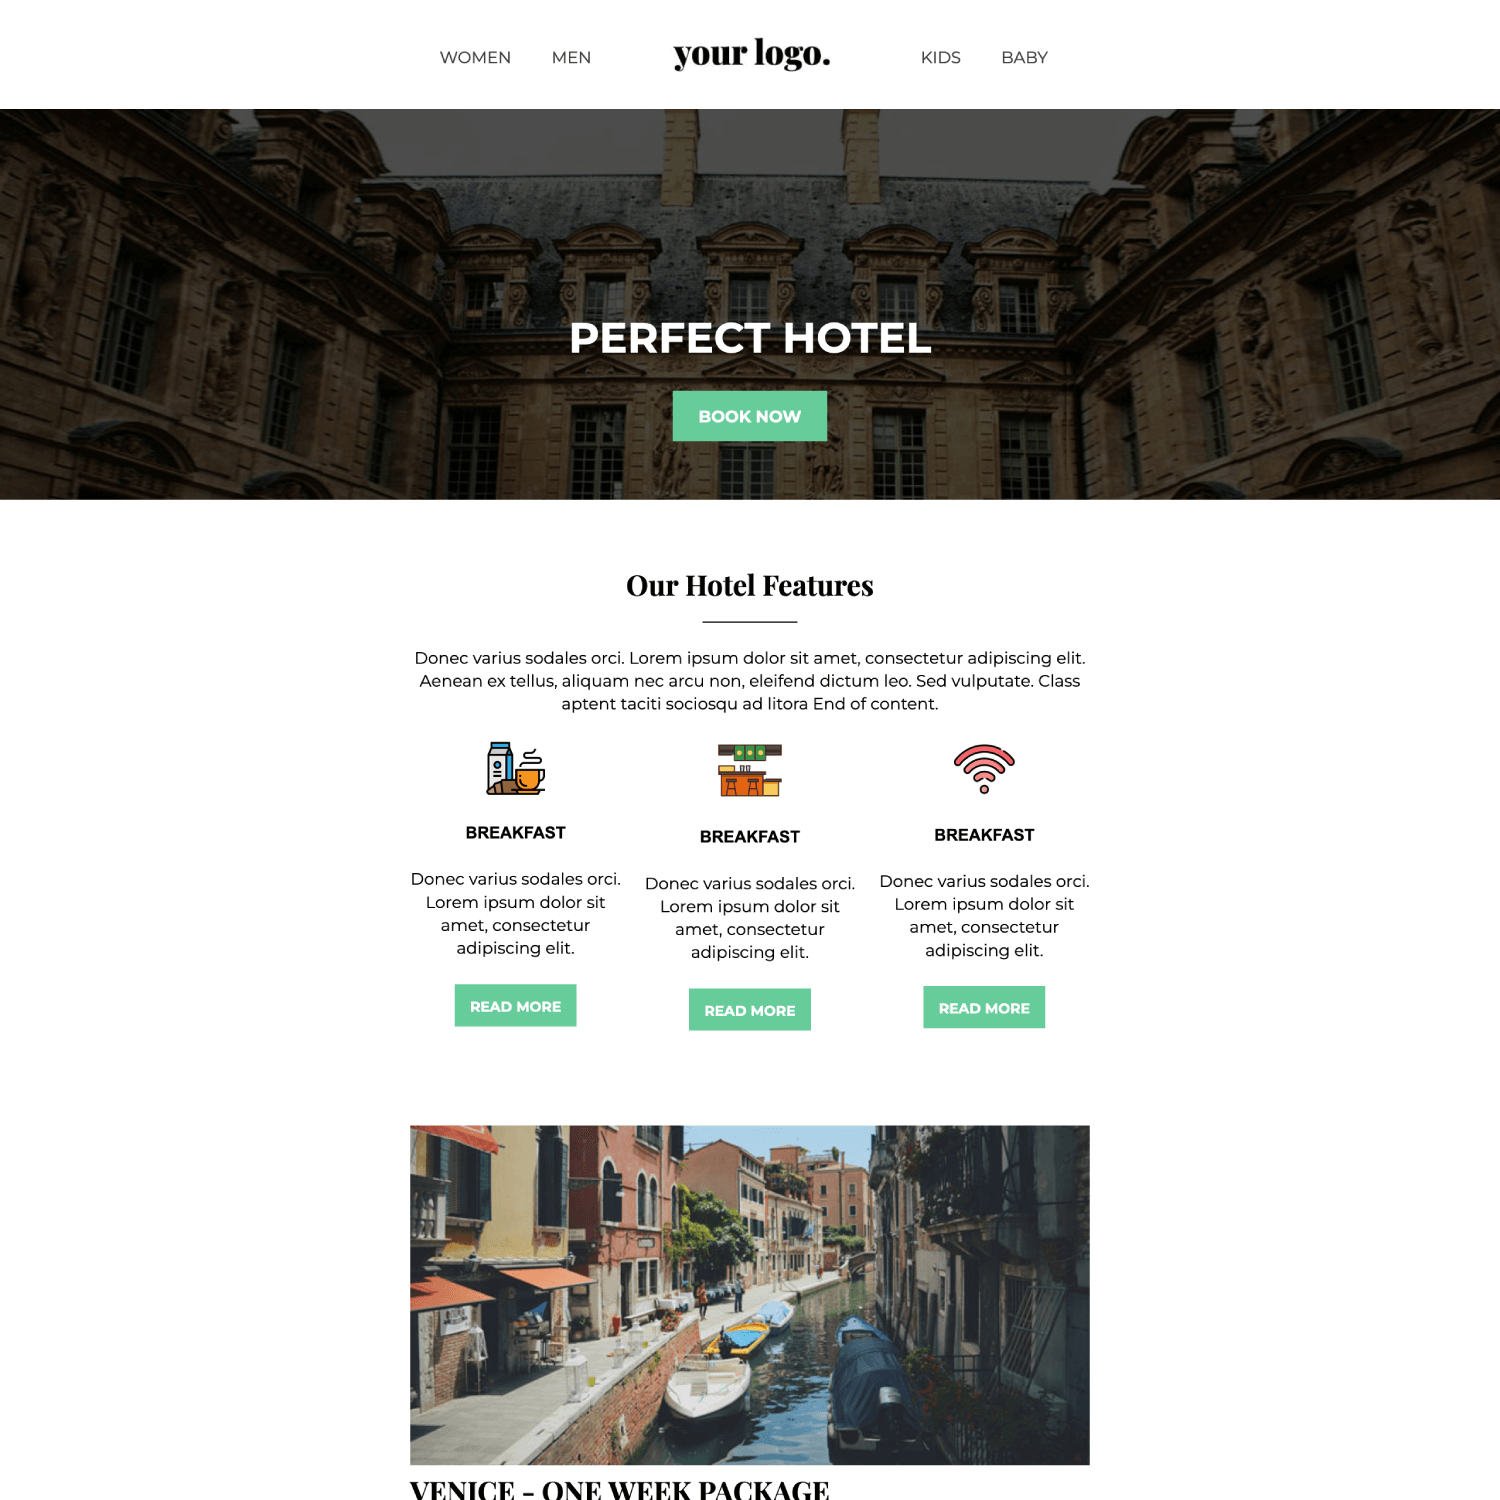 WOMEN MEN your logo. KIDS BABY
PERFECT HOTEL
BOOK NOW
Our Hotel Features
Donec varius sodales orci. Lorem ipsum dolor sit amet, consectetur adipiscing elit.
Aenean ex tellus, aliquam nec arcu non, eleifend dictum leo. Sed vulputate. Class
aptent taciti sociosqu ad litora End of content.
BREAKFAST
Donec varius sodales orci.
Lorem ipsum dolor sit
amet, consectetur
adipiscing elit.
READ MORE
BREAKFAST
Donec varius sodales orci.
Lorem ipsum dolor sit
amet, consectetur
adipiscing elit.
READ MORE
BREAKFAST
Donec varius sodales orci.
Lorem ipsum dolor sit
amet, consectetur
adipiscing elit.
READ MORE
VENICE - ONE WEEK PACKAGE